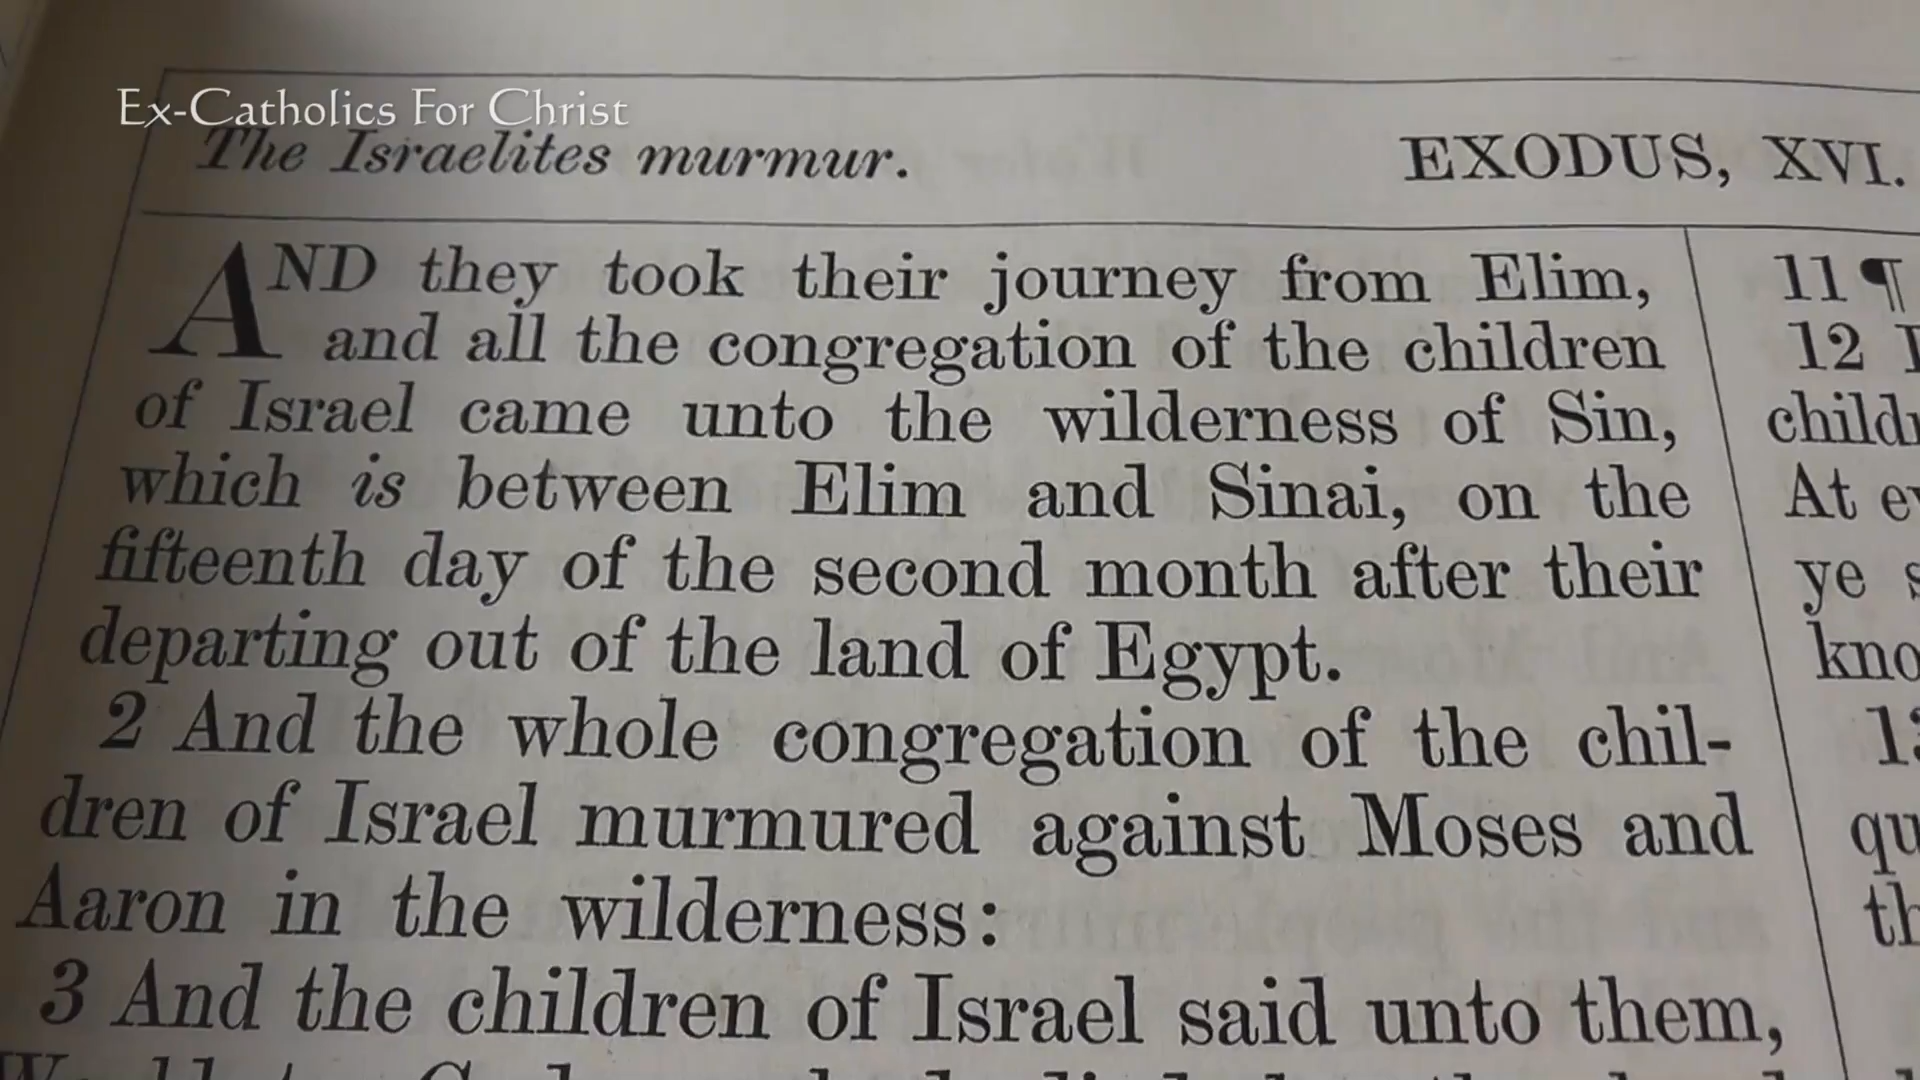 Ex-Catholics For Christ
The Israelites murmur.
EXODUS, XVI.
AND they took their journey from Elim,
and all the congregation of the children
of Israel came unto the wilderness of Sin,
which is between Elim and Sinai, on the
fifteenth day of the second month after their
departing out of the land of Egypt.
2 And the whole congregation of the chil-
dren of Israel murmured against Moses and
Aaron in the wilderness:
3 And the children of Israel said unto them,
11 ¶
12
At
ye